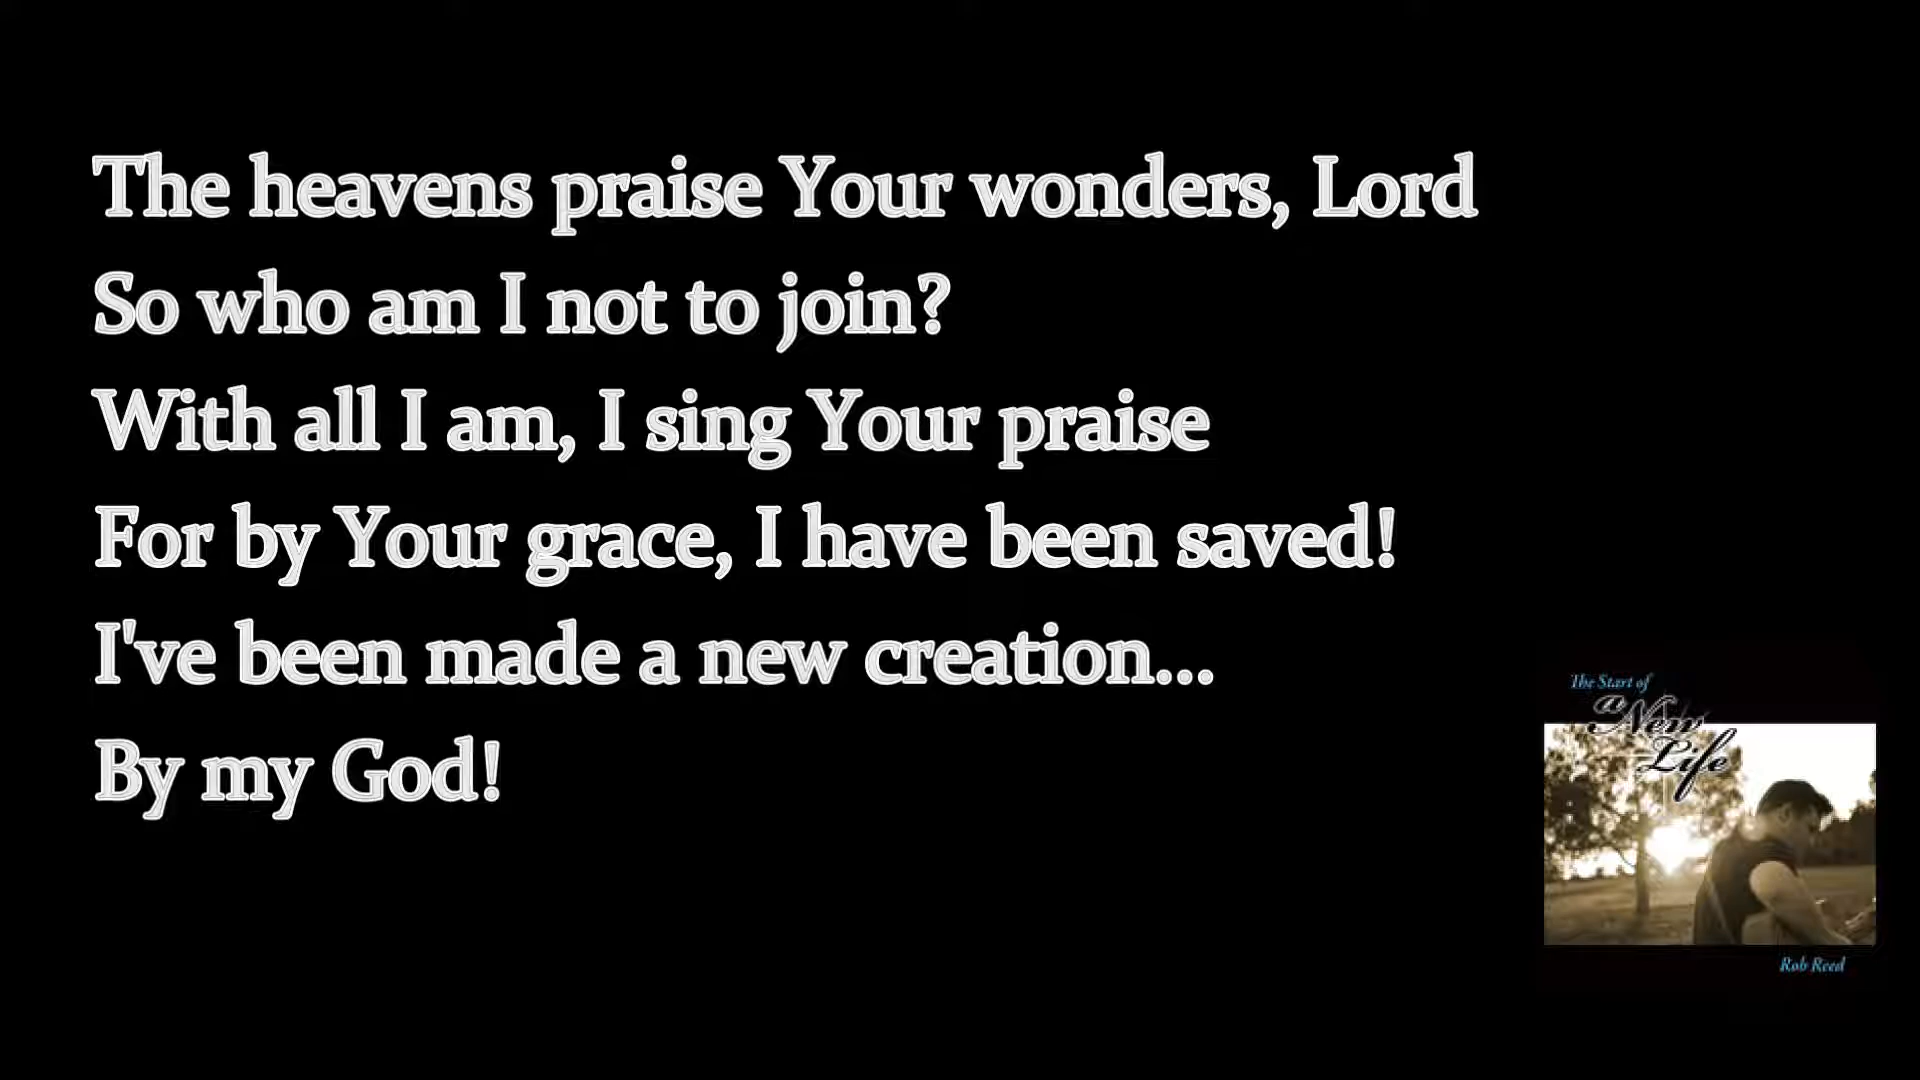 The heavens praise Your wonders, Lord
So who am I not to join?
With all I am, I sing Your praise
For by Your grace, I have been saved!
I've been made a new creation...
By my God!
The Start of
a New
Life
Rob Reed